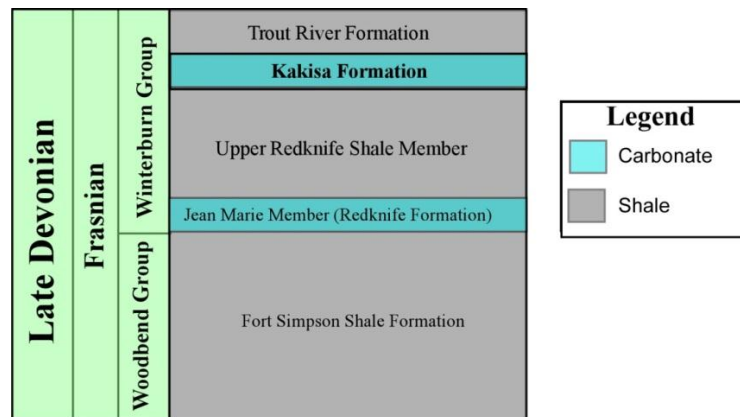 Late Devonian
Frasnian
Winterburn Group
Woodbend Group
Trout River Formation
Kakisa Formation
Upper Redknife Shale Member
Jean Marie Member (Redknife Formation)
Fort Simpson Shale Formation
Legend
Carbonate
Shale